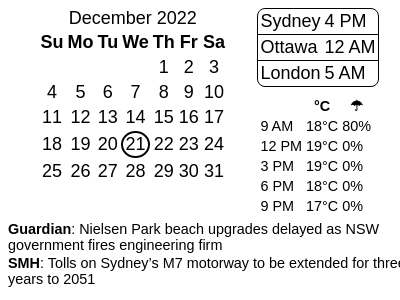 December 2022
Su Mo Tu We Th Fr Sa
1 2 3
4 5 6 7 8 9 10
11 12 13 14 15 16 17
18 19 20 21 22 23 24
25 26 27 28 29 30 31
Sydney 4 PM
Ottawa 12 AM
London 5 AM
°C ☂
9 AM 18°C 80%
12 PM 19°C 0%
3 PM 19°C 0%
6 PM 18°C 0%
9 PM 17°C 0%
Guardian: Nielsen Park beach upgrades delayed as NSW
government fires engineering firm
SMH: Tolls on Sydney’s M7 motorway to be extended for three
years to 2051